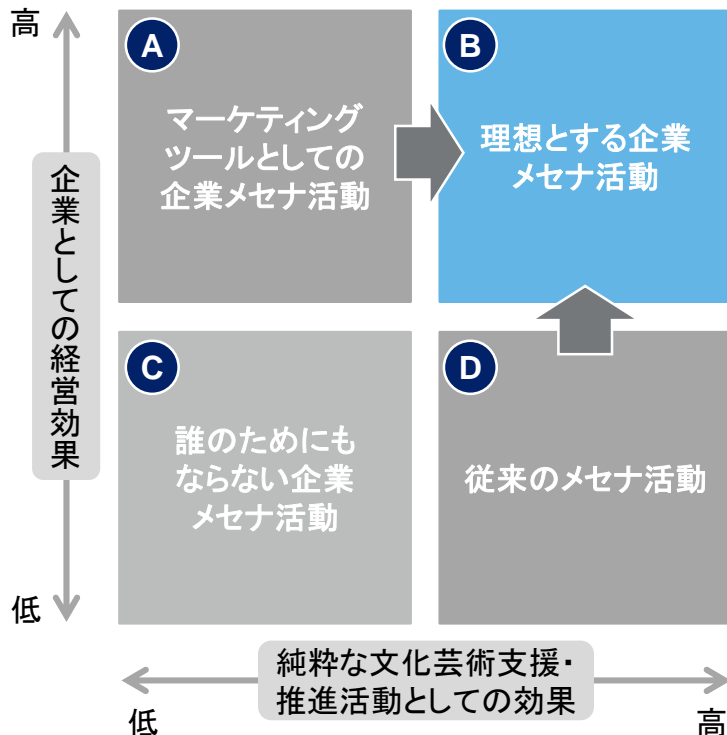 高
企業としての経営効果
低
A
マーケティング
ツールとしての
企業メセナ活動
B
理想とする企業
メセナ活動
C
誰のためにも
ならない企業
メセナ活動
D
従来のメセナ活動
純粋な文化芸術支援・
推進活動としての効果
低
高